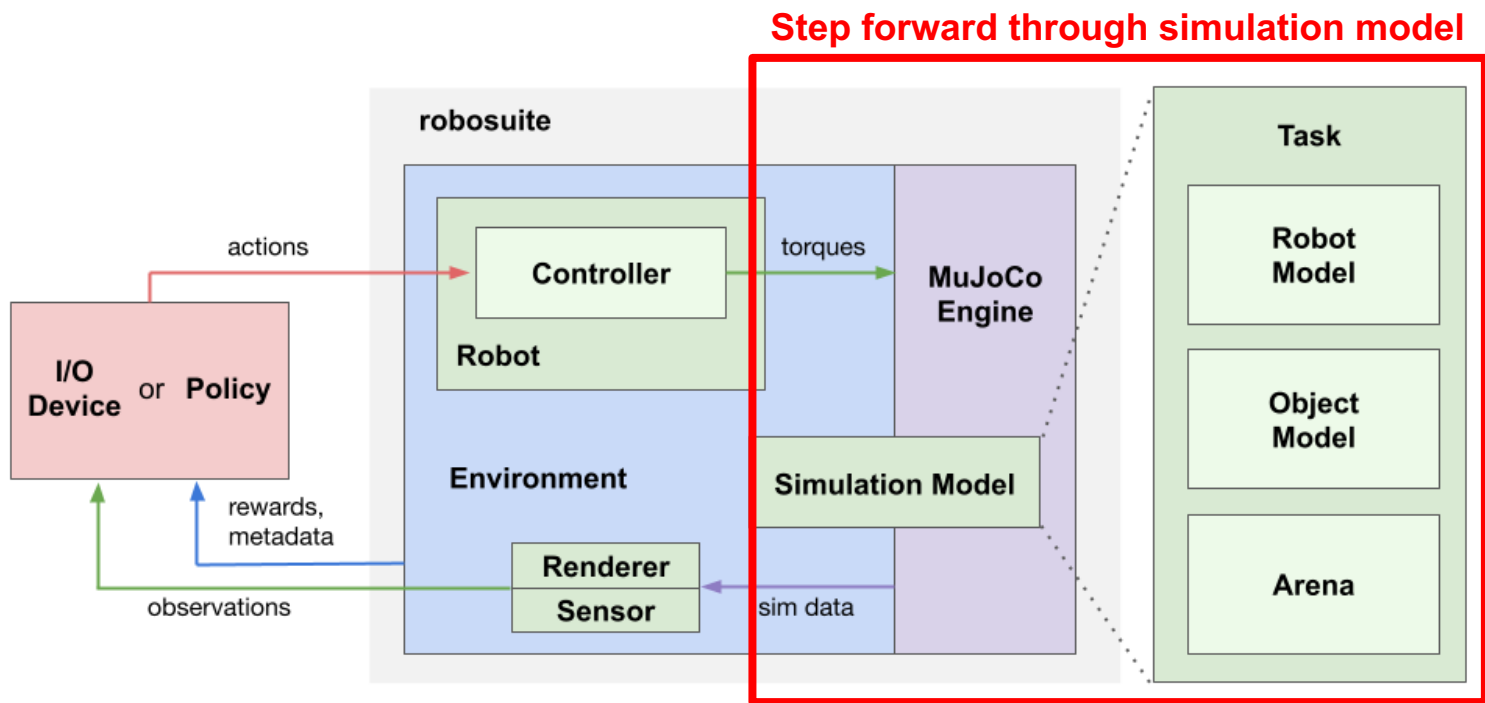 Step forward through simulation model
robosuite
Task
actions
Controller
torques
MuJoCo
Engine
Robot
Model
Robot
I/O
Device
or
Policy
Object
Model
Environment
Simulation Model
rewards,
metadata
Renderer
Sensor
observations
sim data
Arena